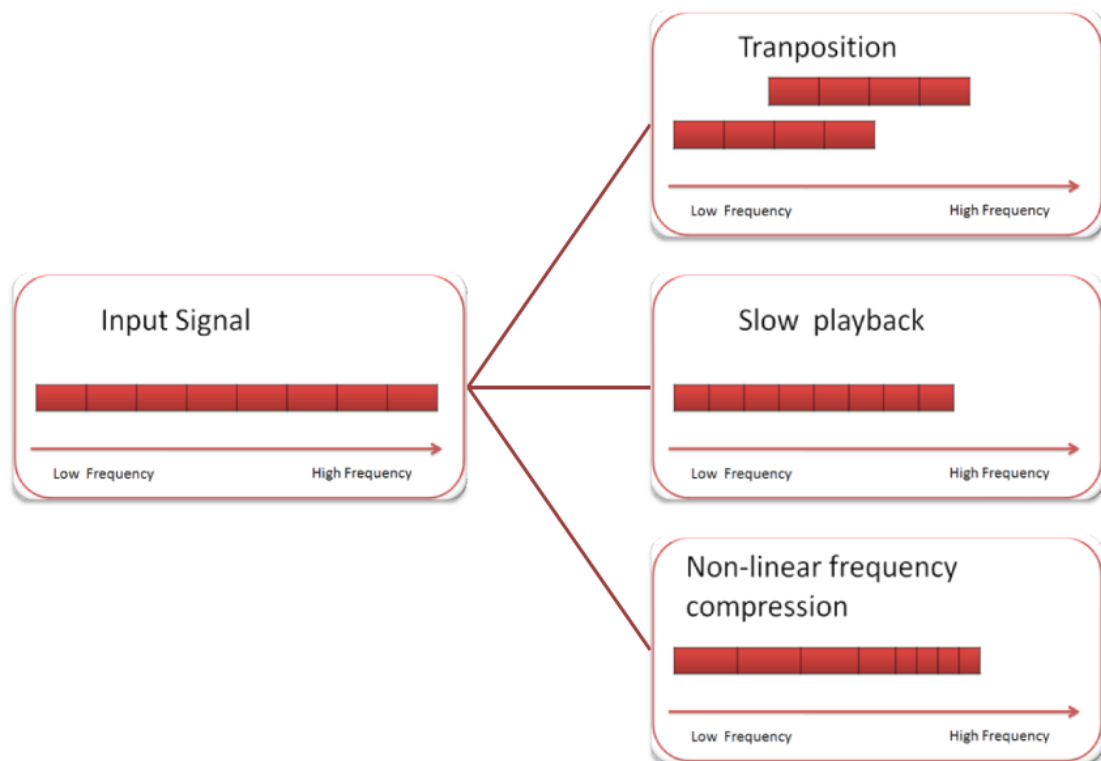 Tranposition
Low Frequency
High Frequency
Input Signal
Low Frequency
High Frequency
Slow playback
Low Frequency
High Frequency
Non-linear frequency
compression
Low Frequency
High Frequency